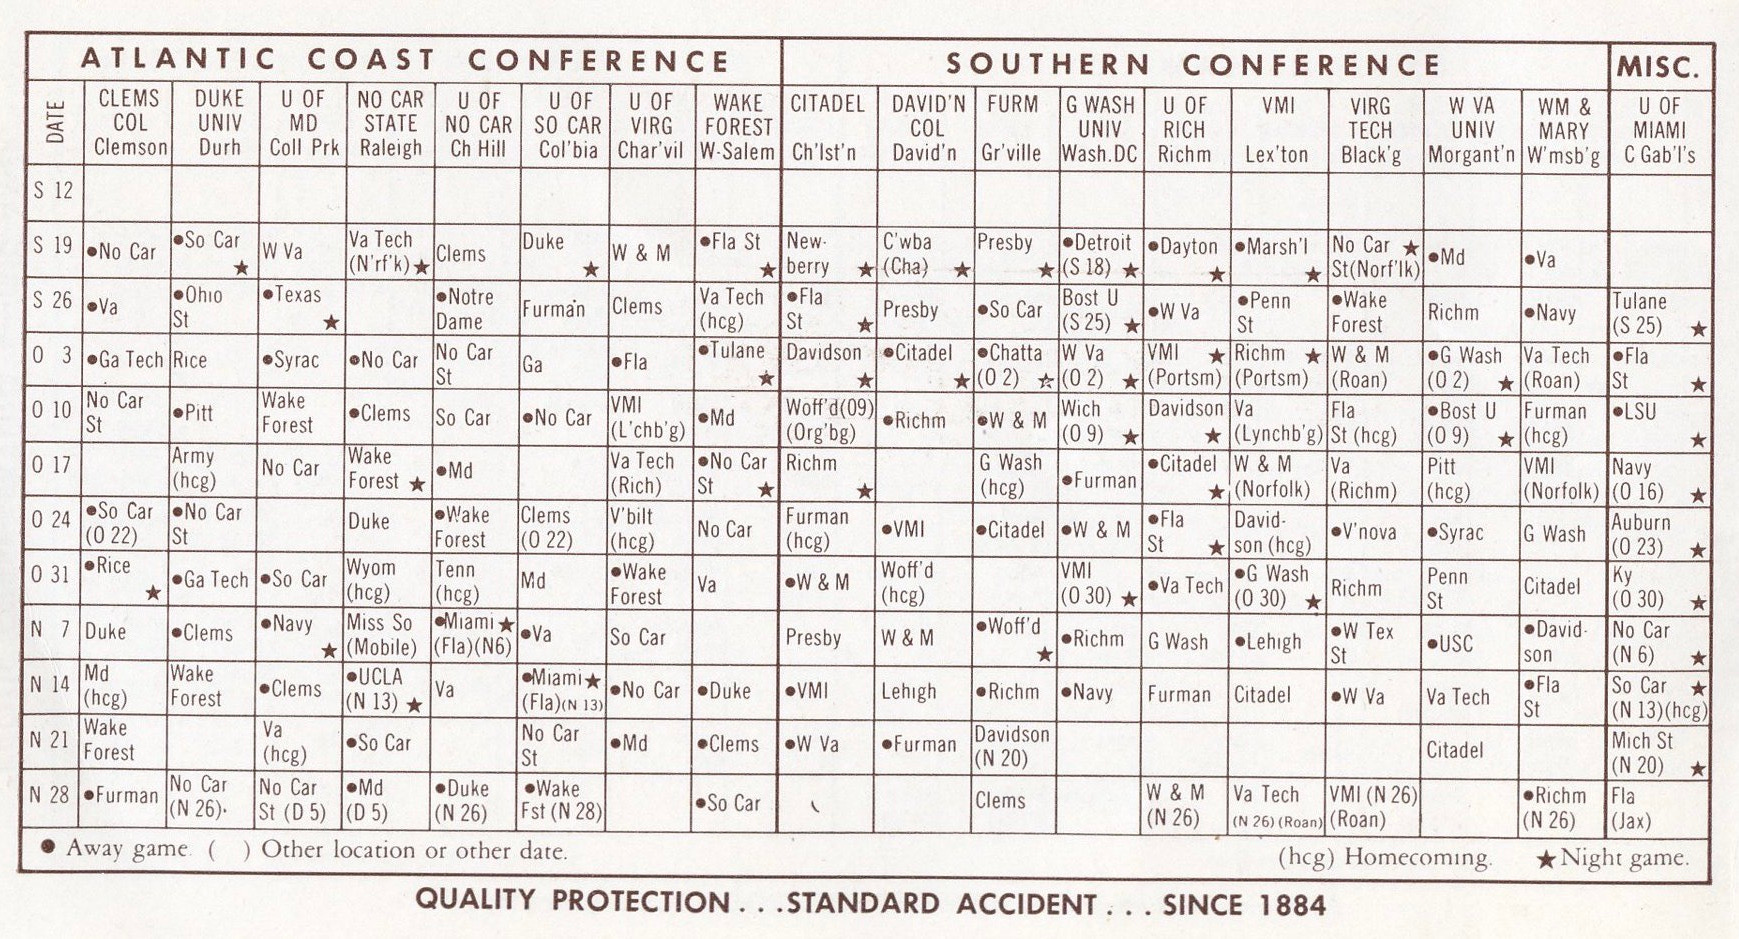 ATLANTIC COAST CONFERENCE SOUTHERN CONFERENCE MISC.
DATE
CLEMS COL Clemson
DUKE UNIV Durh
U OF MD Coll Prk
NO CAR STATE Raleigh
U OF NO CAR Ch Hill
U OF SO CAR Col'bia
U OF VIRG Char'vil
WAKE FOREST W-Salem
CITADEL Ch'lst'n
DAVID'N COL David'n
FURM Gr'ville
G WASH UNIV Wash.DC
U OF RICH Richm
VMI Lex'ton
VIRG TECH Black'g
W VA UNIV Morgant'n
WM & MARY W'msb'g
U OF MIAMI C Gab'l's
S 12
S 19 ●No Car ●So Car ★ W Va Va Tech (N'rf'k)★ Clems Duke ★ W & M ●Fla St ★ New-berry ★ C'wba (Cha) ★ Presby ★ ●Detroit (S 18) ★ ●Dayton ★ ●Marsh'l ★ No Car ★ St(Norf'lk) ●Md ●Va
S 26 ●Va ●Ohio St ●Texas ★ ●Notre Dame Furman Clems Va Tech (hcg) ●Fla St ★ Presby ●So Car Bost U (S 25) ★ ●W Va ●Penn St ●Wake Forest Richm ●Navy Tulane (S 25) ★
O 3 ●Ga Tech Rice ●Syrac ●No Car No Car St Ga ●Fla ●Tulane ★ Davidson ★ ●Citadel ★ ●Chatta (O 2) ☆ W Va (O 2) ★ VMI ★ (Portsm) Richm ★ (Portsm) W & M (Roan) ●G Wash (O 2) ★ Va Tech (Roan) ●Fla St ★
O 10 No Car St ●Pitt Wake Forest ●Clems So Car ●No Car VMI (L'chb'g) ●Md Woff'd(09) (Org'bg) ●Richm ●W & M Wich (O 9) ★ Davidson ★ Va (Lynchb'g) Fla St (hcg) ●Bost U (O 9) ★ Furman (hcg) ●LSU ★
O 17 Army (hcg) No Car Wake Forest ★ ●Md Va Tech (Rich) ●No Car St ★ Richm ★ G Wash (hcg) ●Furman ●Citadel ★ W & M (Norfolk) Va (Richm) Pitt (hcg) VMI (Norfolk) Navy (O 16) ★
O 24 ●So Car (O 22) ●No Car St Duke ●Wake Forest Clems (O 22) V'bilt (hcg) No Car Furman (hcg) ●VMI ●Citadel ●W & M ●Fla St ★ David-son (hcg) ●V'nova ●Syrac G Wash Auburn (O 23) ★
O 31 ●Rice ★ ●Ga Tech ●So Car Wyom (hcg) Tenn (hcg) Md ●Wake Forest Va ●W & M Woff'd (hcg) VMI (O 30) ★ ●Va Tech ●G Wash (O 30) ★ Richm Penn St Citadel Ky (O 30) ★
N 7 Duke ●Clems ●Navy ★ Miss So (Mobile) ●Miami★ (Fla)(N6) ●Va So Car Presby W & M ●Woff'd ★ ●Richm G Wash ●Lehigh ●W Tex St ●USC ●David-son No Car (N 6) ★
N 14 Md (hcg) Wake Forest ●Clems ●UCLA (N 13) ★ Va ●Miami★ (Fla)(N 13) ●No Car ●Duke ●VMI Lehigh ●Richm ●Navy Furman Citadel ●W Va Va Tech ●Fla St So Car ★ (N 13)(hcg)
N 21 Wake Forest Va (hcg) ●So Car No Car St ●Md ●Clems ●W Va ●Furman Davidson (N 20) Citadel Mich St (N 20) ★
N 28 ●Furman No Car (N 26) No Car St (D 5) ●Md (D 5) ●Duke (N 26) ●Wake Fst (N 28) ●So Car Clems W & M (N 26) Va Tech (N 26) (Roan) VMI (N 26) (Roan) ●Richm (N 26) Fla (Jax)
● Away game. ( ) Other location or other date. (hcg) Homecoming. ★Night game.
QUALITY PROTECTION...STANDARD ACCIDENT...SINCE 1884